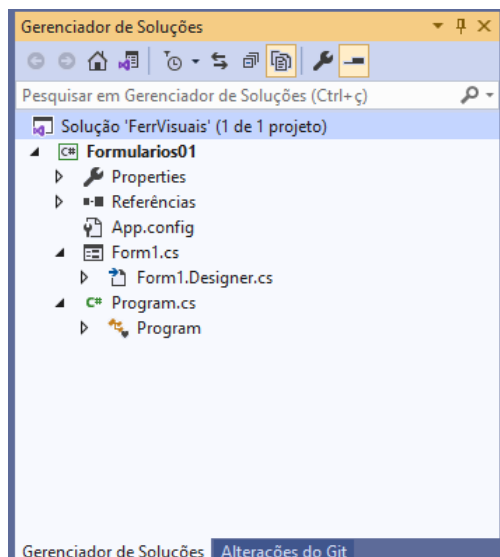 Gerenciador de Soluções
Pesquisar em Gerenciador de Soluções (Ctrl+ç)
Solução 'FerrVisuais' (1 de 1 projeto)
C# Formularios01
Properties
Referências
App.config
Form1.cs
Form1.Designer.cs
C# Program.cs
Program
Gerenciador de Soluções Alterações do Git